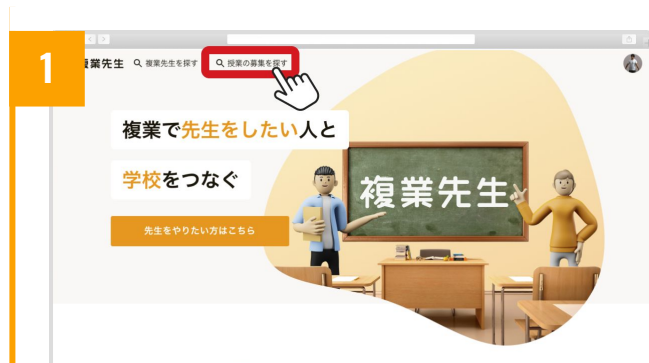 1
業先生 複業先生を探す 授業の募集を探す
複業で先生をしたい人と
学校をつなぐ
先生をやりたい方はこちら
複業先生